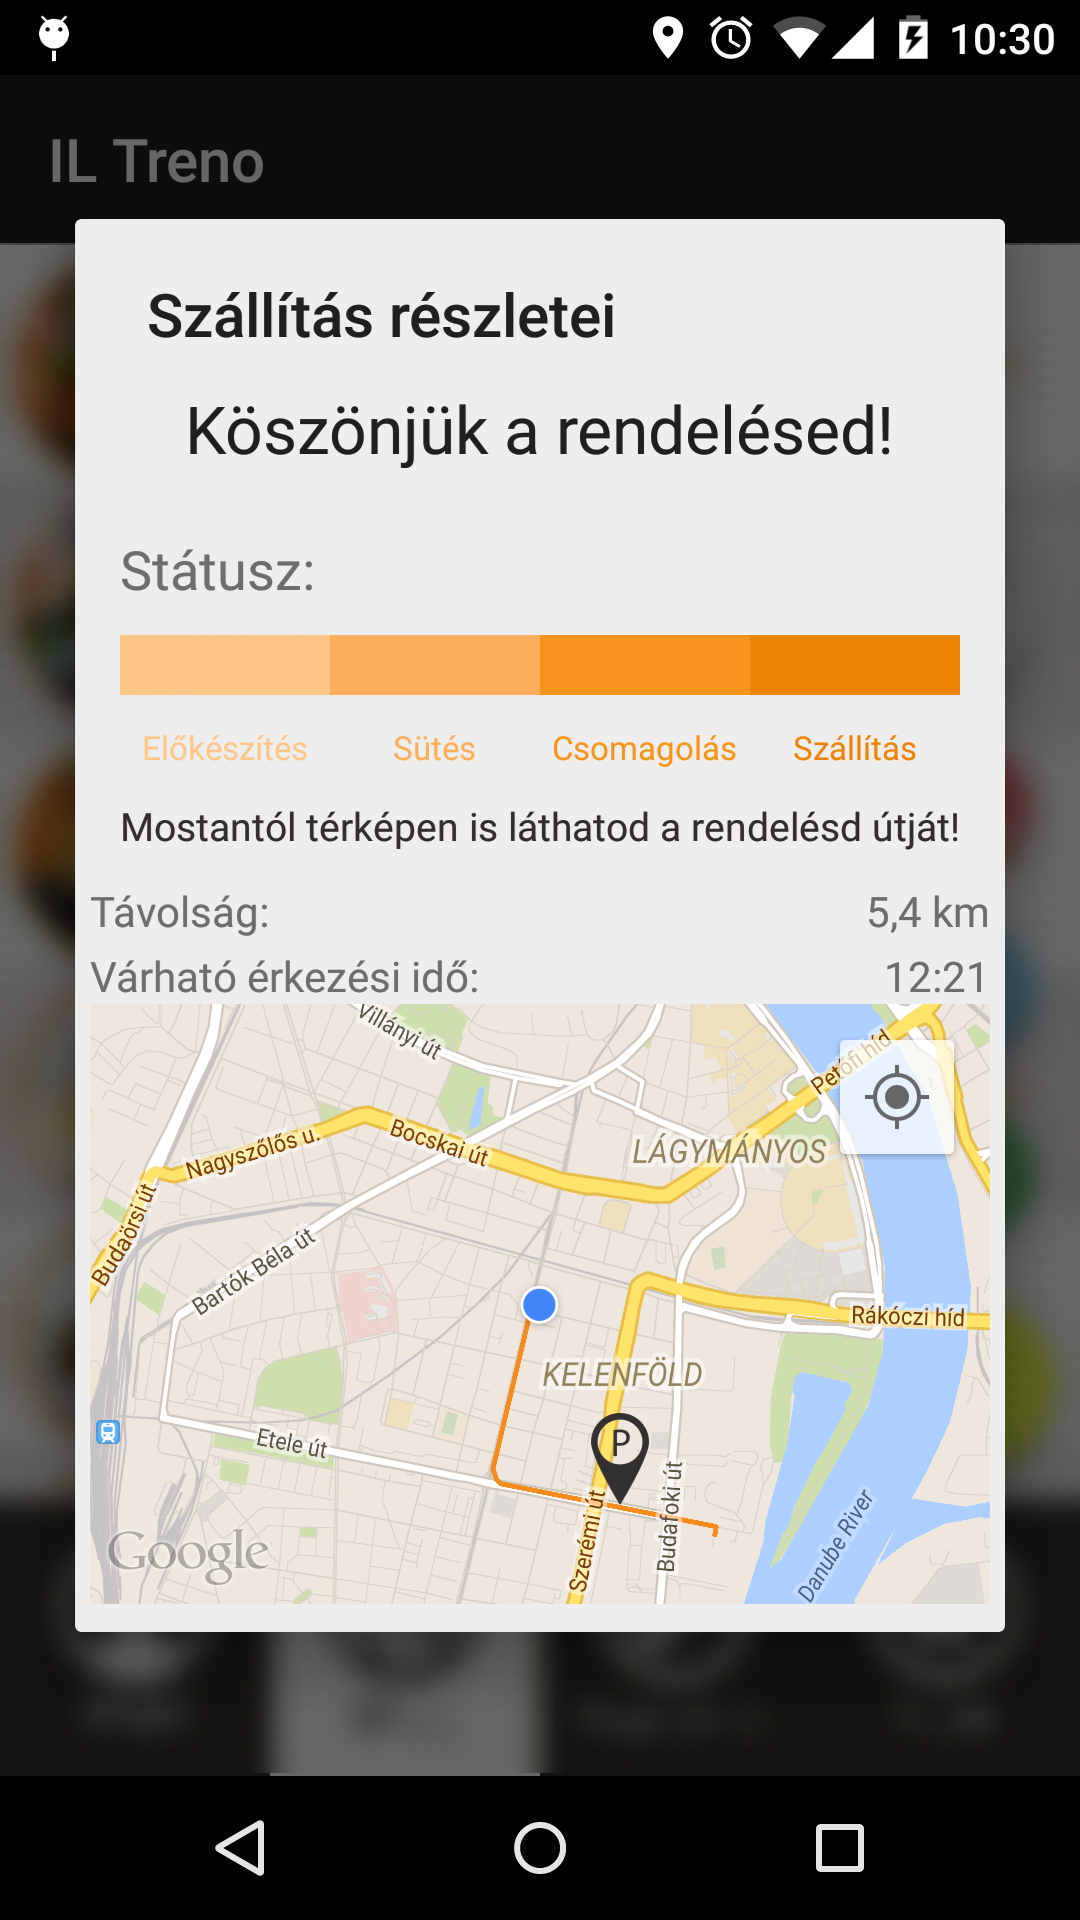 10:30
IL Treno
Szállítás részletei
Köszönjük a rendelésed!
Státusz:
Előkészítés Sütés Csomagolás Szállítás
Mostantól térképen is láthatod a rendelésd útját!
Távolság: 5,4 km
Várható érkezési idő: 12:21
Villányi út
Petőfi híd
Nagyszőlős u.
Bocskai út
LÁGYMÁNYOS
Budaörsi út
Bartók Béla út
Rákóczi híd
KELENFÖLD
P
Etele út
Szerémi út
Budafoki út
Danube River
Google